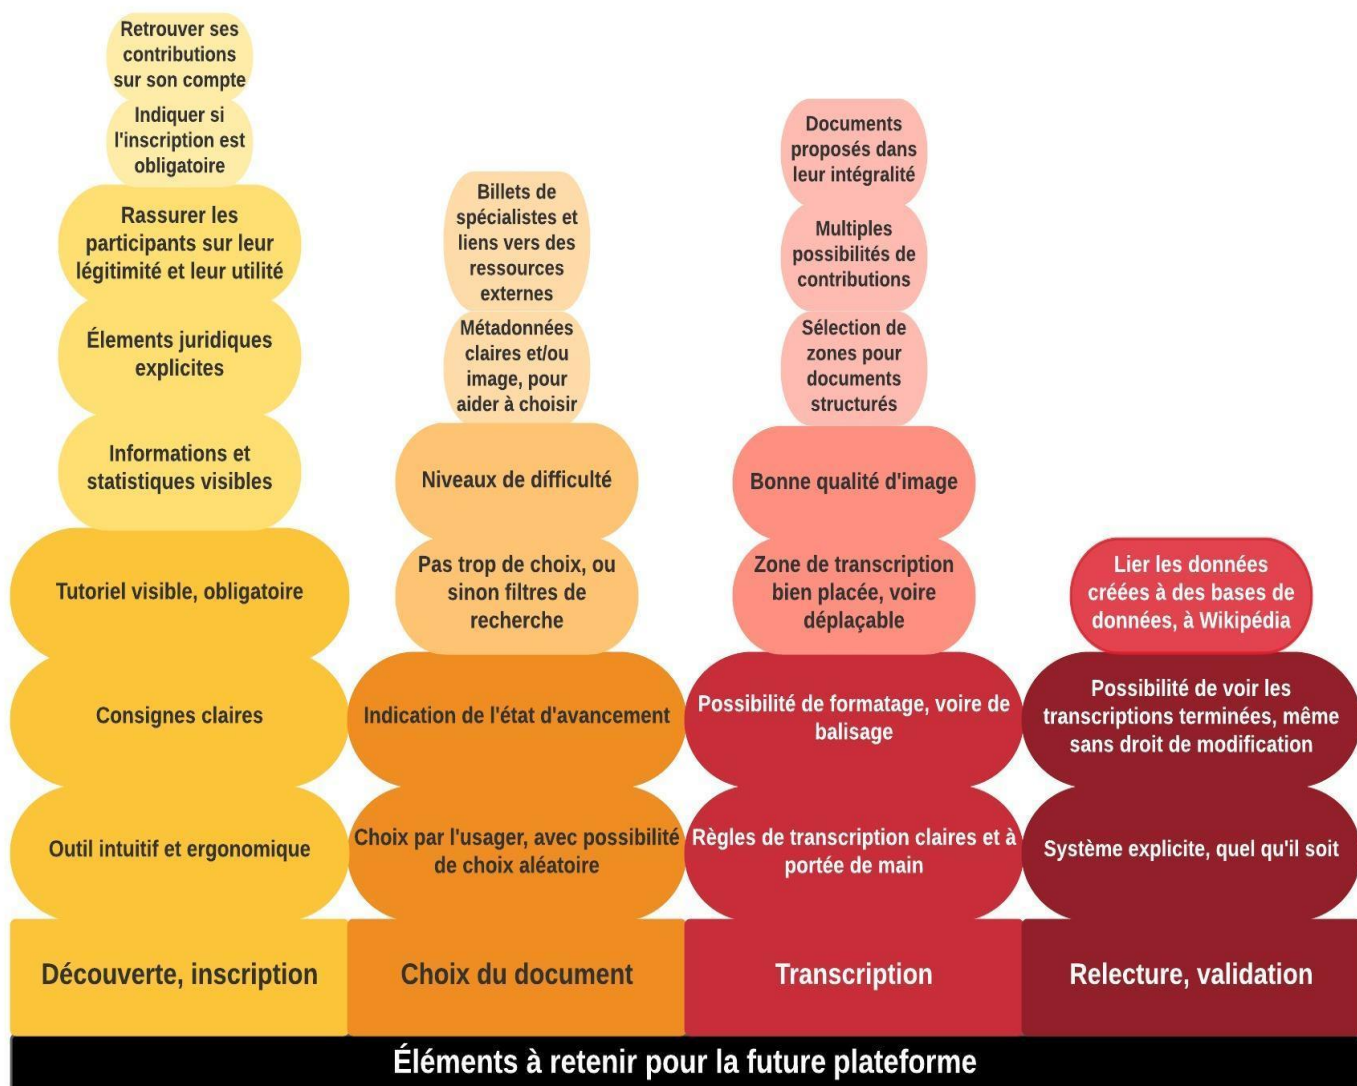 Retrouver ses
contributions
sur son compte
Indiquer si
l'inscription est
obligatoire
Rassurer les
participants sur leur
légitimité et leur utilité
Élements juridiques
explicites
Informations et
statistiques visibles
Tutoriel visible, obligatoire
Consignes claires
Outil intuitif et ergonomique
Découverte, inscription
Billets de
spécialistes et
liens vers des
ressources
externes
Métadonnées
claires et/ou
image, pour
aider à choisir
Niveaux de difficulté
Pas trop de choix, ou
sinon filtres de
recherche
Indication de l'état d'avancement
Choix par l'usager, avec possibilité
de choix aléatoire
Choix du document
Documents
proposés dans
leur intégralité
Multiples
possibilités de
contributions
Sélection de
zones pour
documents
structurés
Bonne qualité d'image
Zone de transcription
bien placée, voire
déplaçable
Possibilité de formatage, voire de
balisage
Règles de transcription claires et à
portée de main
Transcription
Lier les données
créées à des bases de
données, à Wikipédia
Possibilité de voir les
transcriptions terminées, même
sans droit de modification
Système explicite, quel qu'il soit
Relecture, validation
Éléments à retenir pour la future plateforme